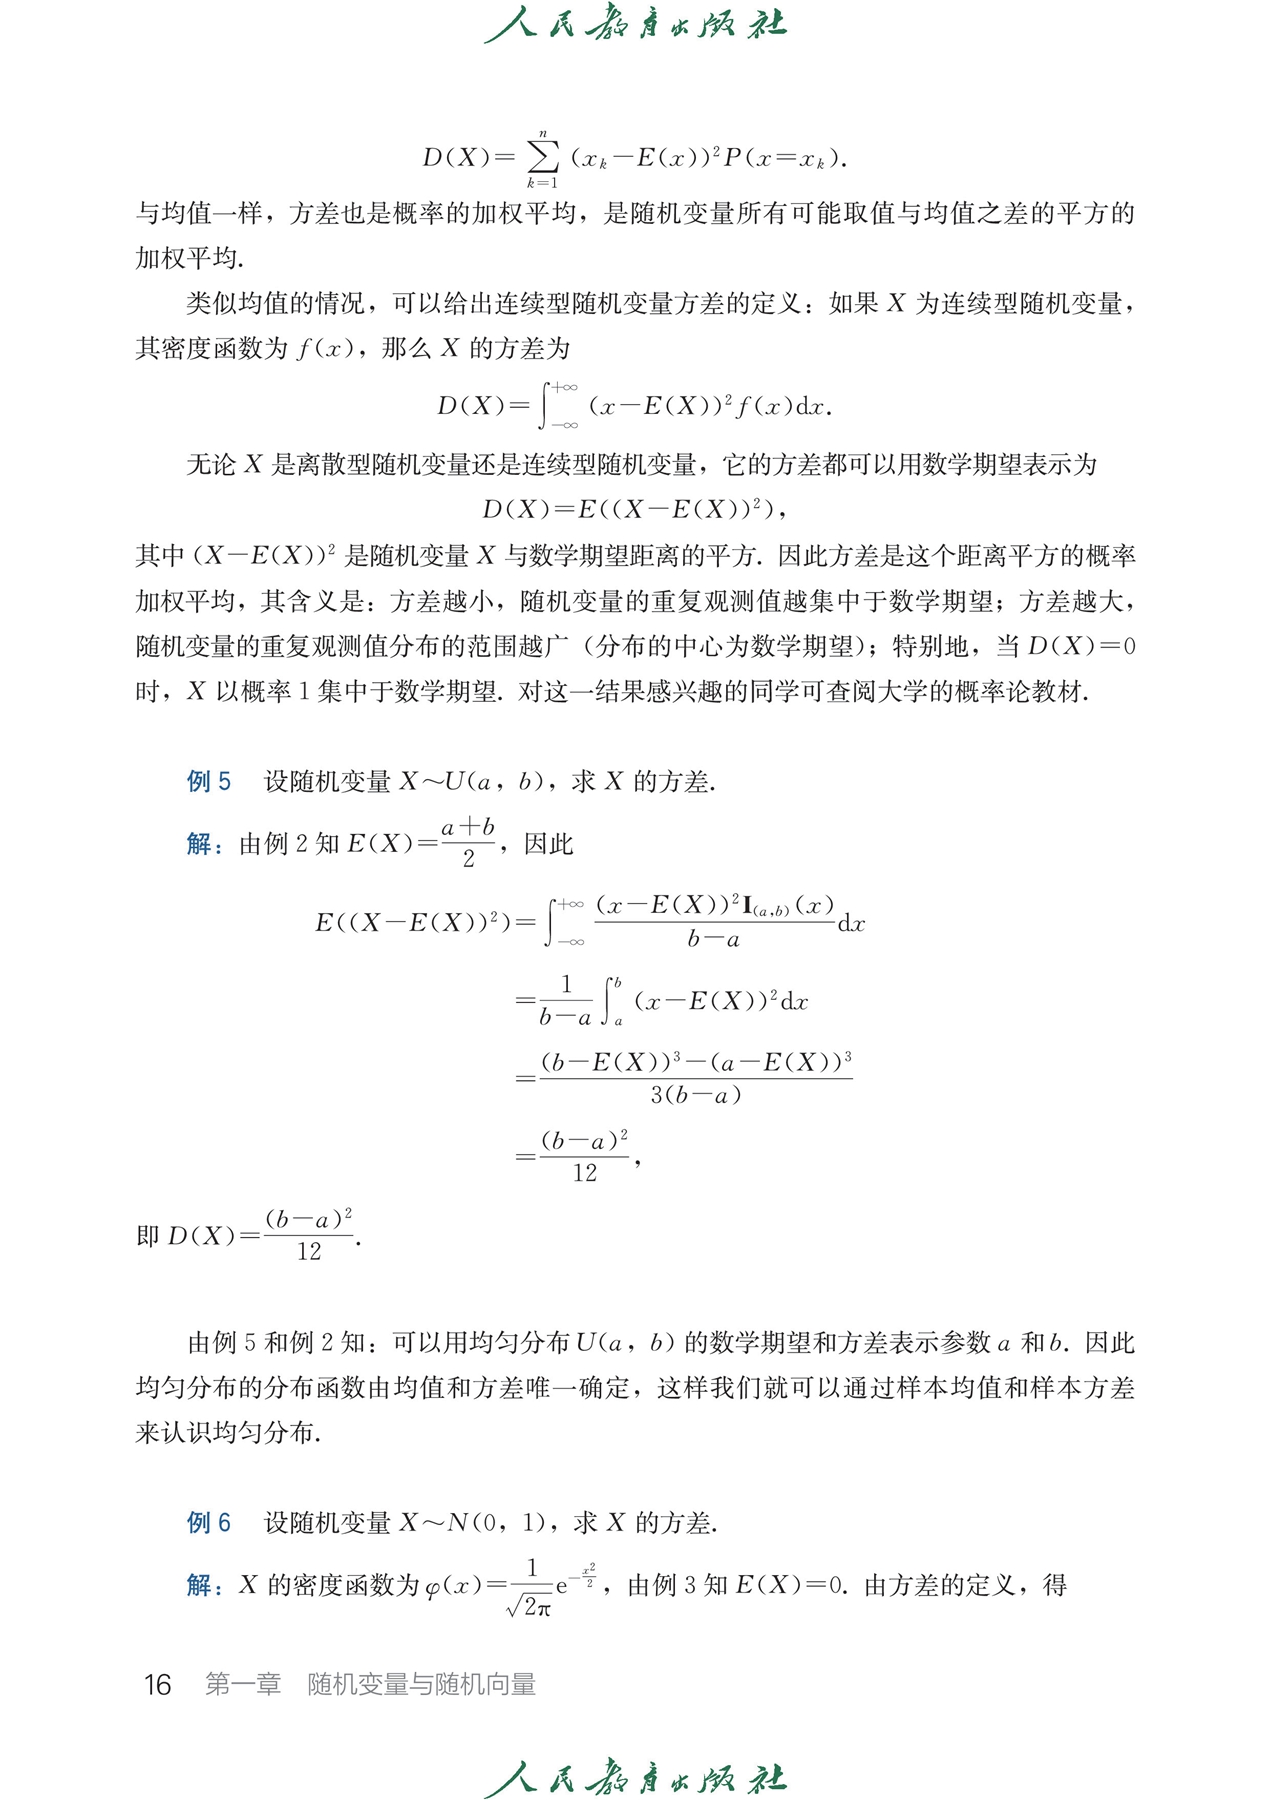 人民教育出版社
D(X)=∑_{k=1}^{n}(x_k－E(x))²P(x=x_k).
与均值一样，方差也是概率的加权平均，是随机变量所有可能取值与均值之差的平方的
加权平均.
类似均值的情况，可以给出连续型随机变量方差的定义：如果 X 为连续型随机变量，
其密度函数为 f(x)，那么 X 的方差为
D(X)=∫_{－∞}^{＋∞}(x－E(X))²f(x)dx.
无论 X 是离散型随机变量还是连续型随机变量，它的方差都可以用数学期望表示为
D(X)=E((X－E(X))²)，
其中 (X－E(X))² 是随机变量 X 与数学期望距离的平方. 因此方差是这个距离平方的概率
加权平均，其含义是：方差越小，随机变量的重复观测值越集中于数学期望；方差越大，
随机变量的重复观测值分布的范围越广（分布的中心为数学期望）；特别地，当 D(X)=0
时，X 以概率 1 集中于数学期望. 对这一结果感兴趣的同学可查阅大学的概率论教材.
例 5 设随机变量 X～U(a，b)，求 X 的方差.
解：由例 2 知 E(X)=\frac{a+b}{2}，因此
E((X－E(X))²)=∫_{－∞}^{＋∞}\frac{(x－E(X))²I_{(a,b)}(x)}{b－a}dx
=\frac{1}{b－a}∫_{a}^{b}(x－E(X))²dx
=\frac{(b－E(X))³－(a－E(X))³}{3(b－a)}
=\frac{(b－a)²}{12}，
即 D(X)=\frac{(b－a)²}{12}.
由例 5 和例 2 知：可以用均匀分布 U(a，b) 的数学期望和方差表示参数 a 和 b. 因此
均匀分布的分布函数由均值和方差唯一确定，这样我们就可以通过样本均值和样本方差
来认识均匀分布.
例 6 设随机变量 X～N(0，1)，求 X 的方差.
解：X 的密度函数为 φ(x)=\frac{1}{\sqrt{2π}}e^{－\frac{x²}{2}}，由例 3 知 E(X)=0. 由方差的定义，得
16 第一章 随机变量与随机向量
人民教育出版社